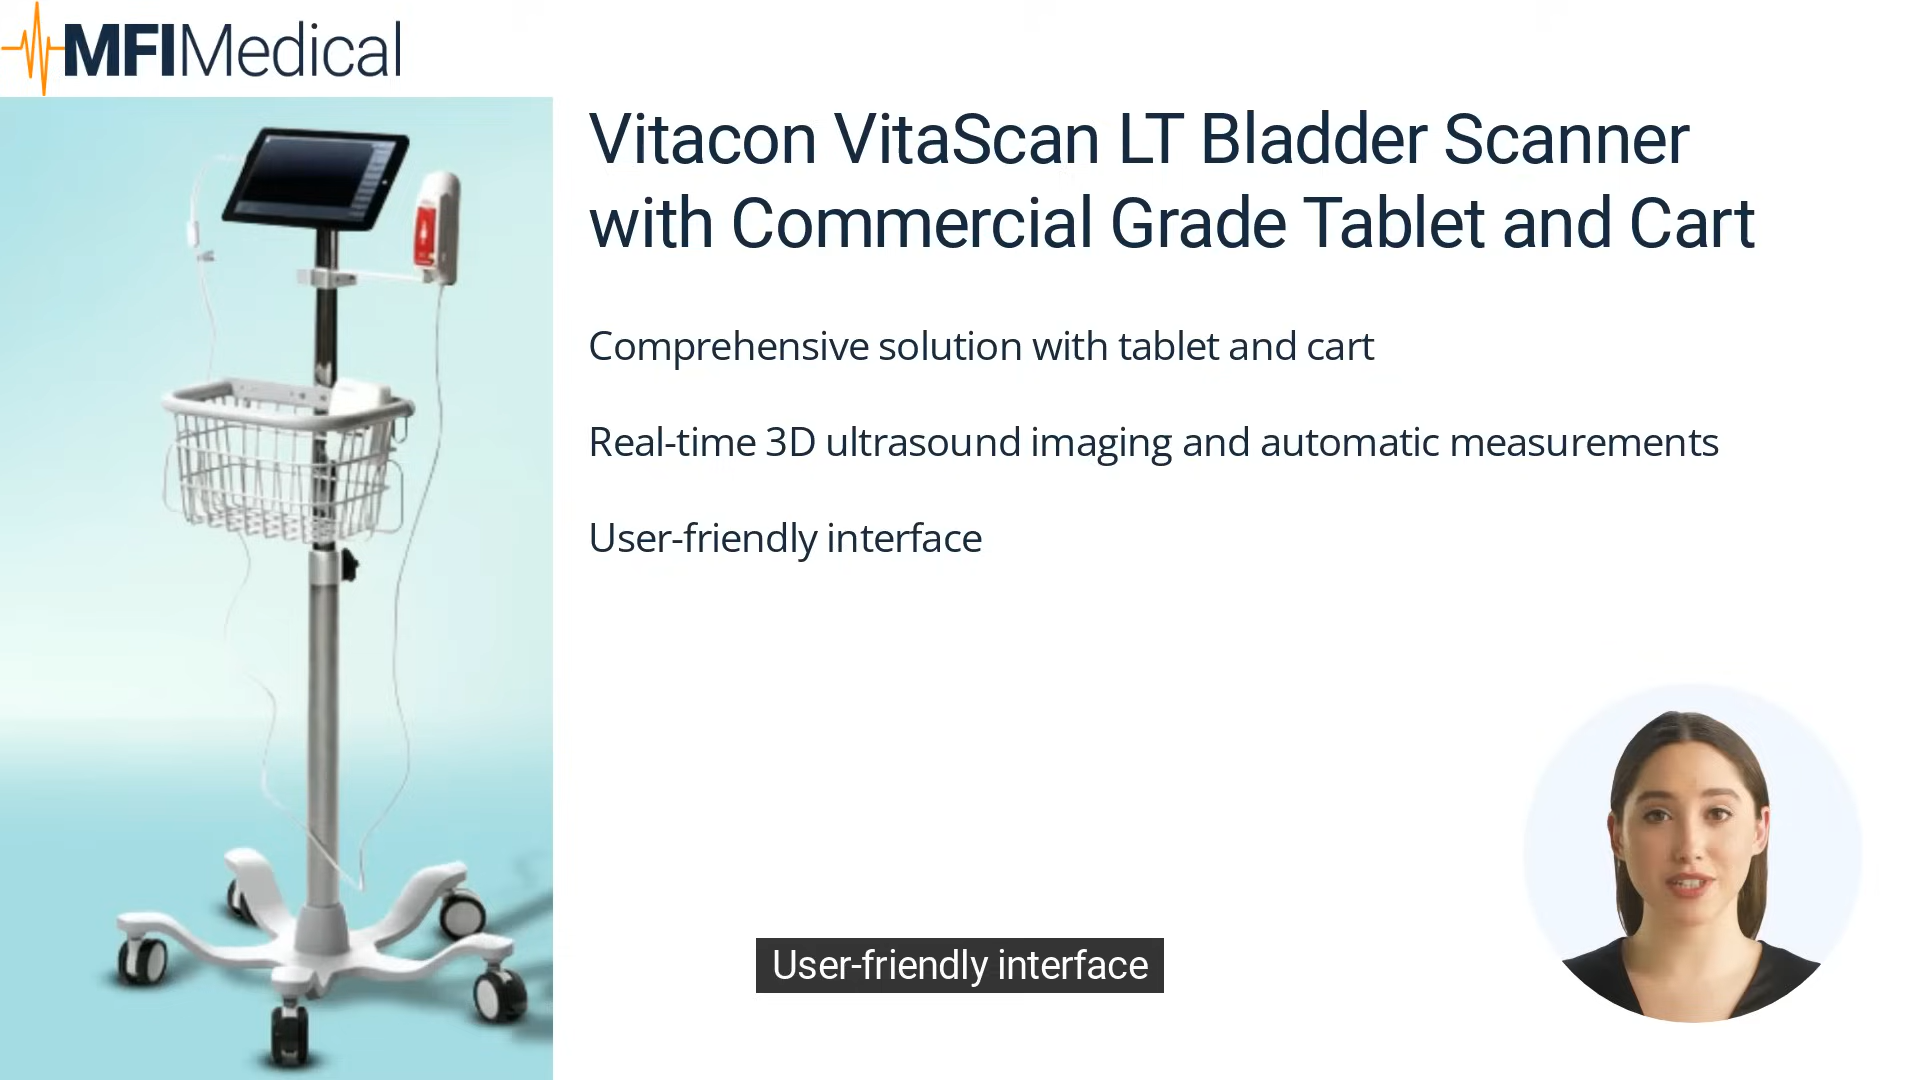 MFIMedical
Vitacon VitaScan LT Bladder Scanner
with Commercial Grade Tablet and Cart
Comprehensive solution with tablet and cart
Real-time 3D ultrasound imaging and automatic measurements
User-friendly interface
User-friendly interface